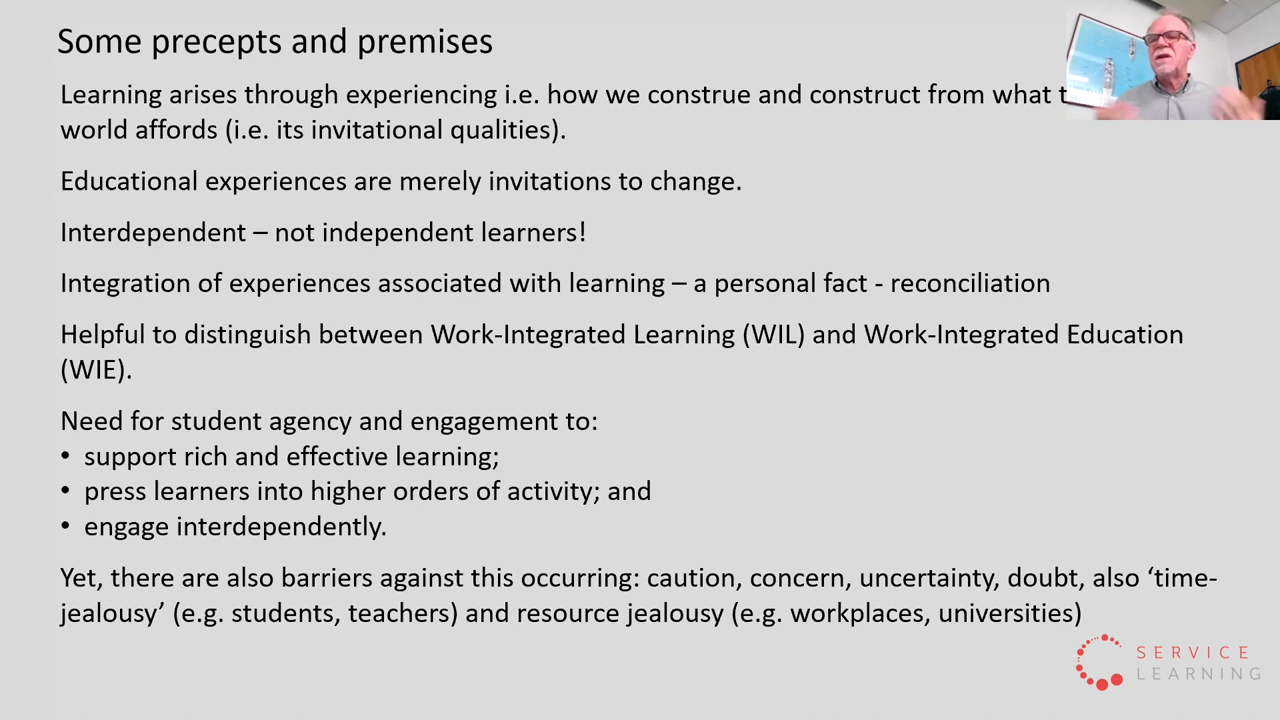 Some precepts and premises
Learning arises through experiencing i.e. how we construe and construct from what
world affords (i.e. its invitational qualities).
Educational experiences are merely invitations to change.
Interdependent – not independent learners!
Integration of experiences associated with learning – a personal fact - reconciliation
Helpful to distinguish between Work-Integrated Learning (WIL) and Work-Integrated Education
(WIE).
Need for student agency and engagement to:
• support rich and effective learning;
• press learners into higher orders of activity; and
• engage interdependently.
Yet, there are also barriers against this occurring: caution, concern, uncertainty, doubt, also ‘time-
jealousy’ (e.g. students, teachers) and resource jealousy (e.g. workplaces, universities)
SERVICE
LEARNING